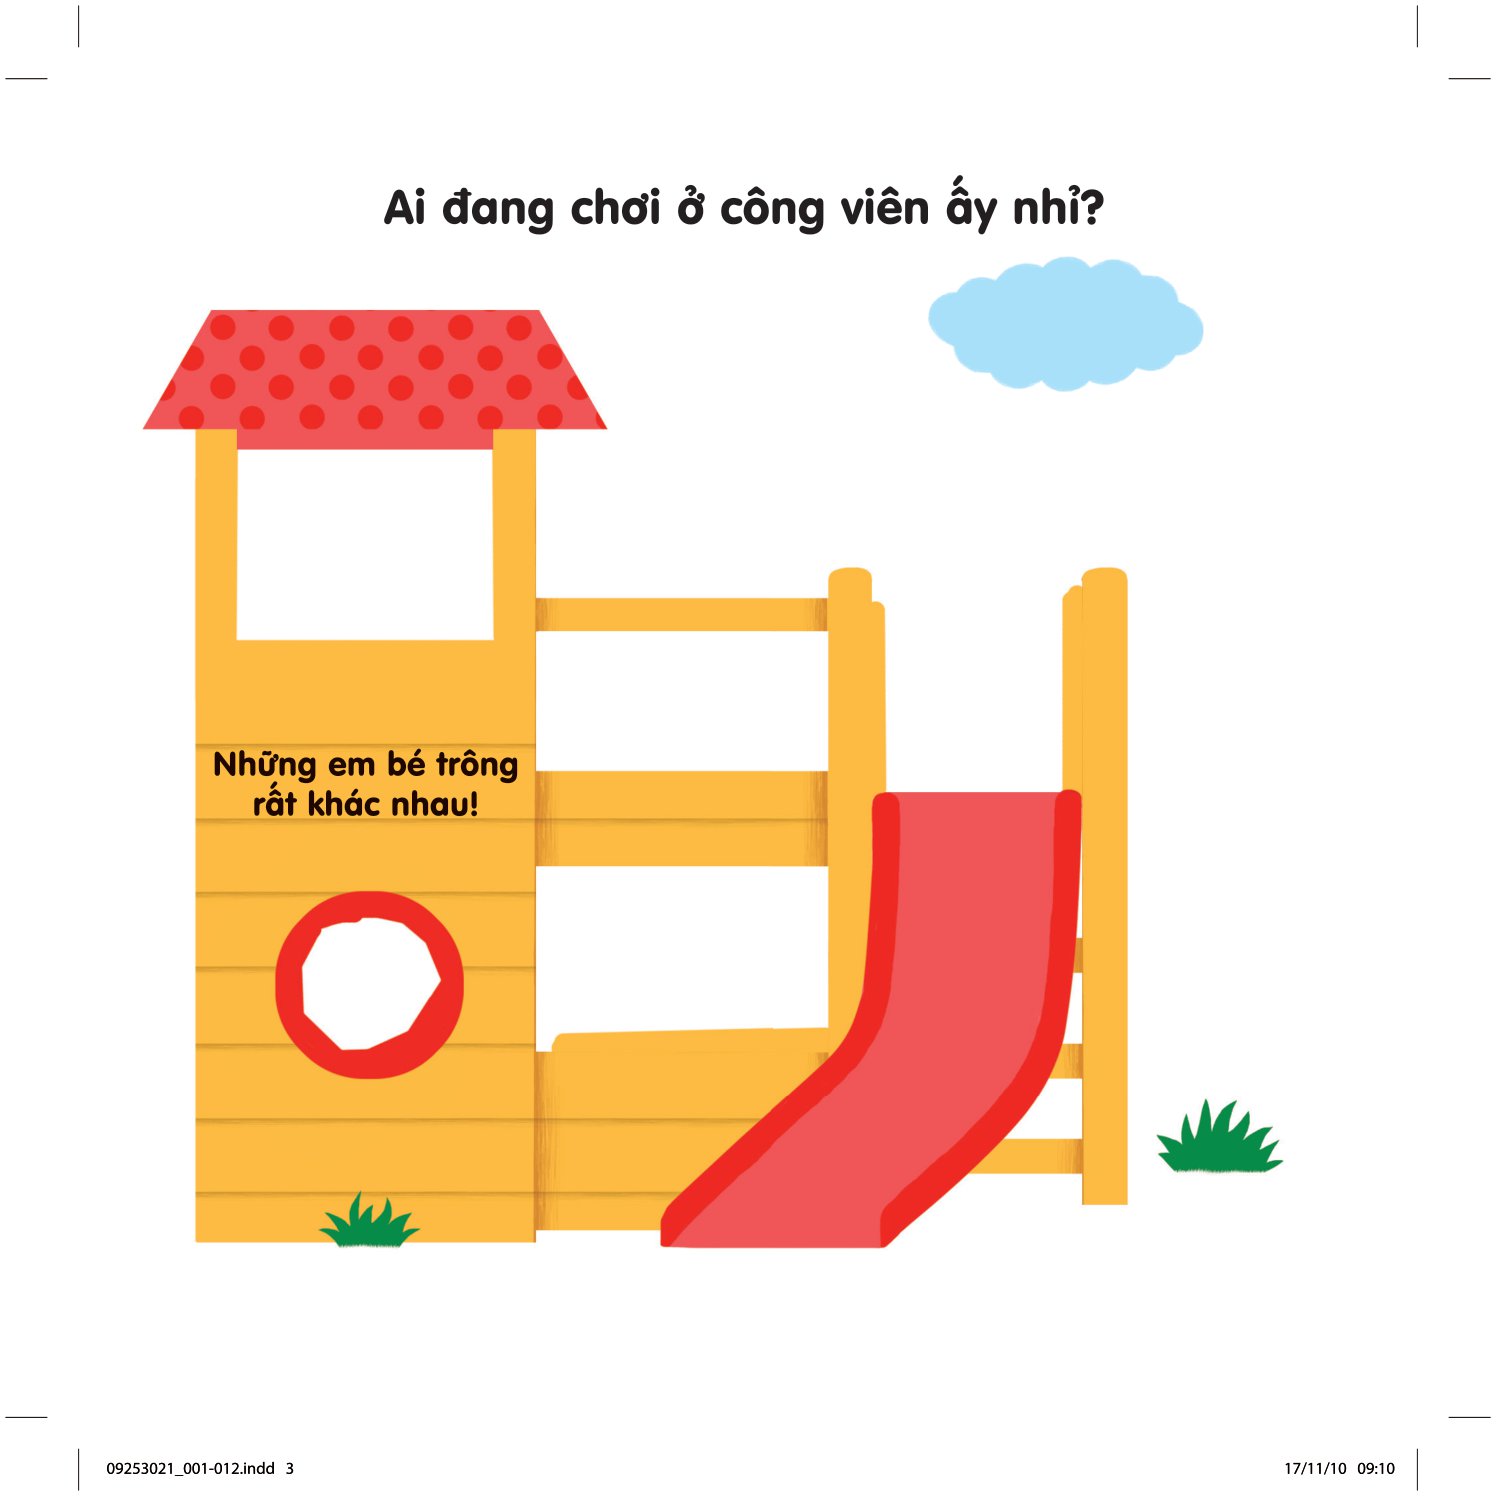 Ai đang chơi ở công viên ấy nhỉ?
Những em bé trông
rất khác nhau!
09253021_001-012.indd 3
17/11/10 09:10